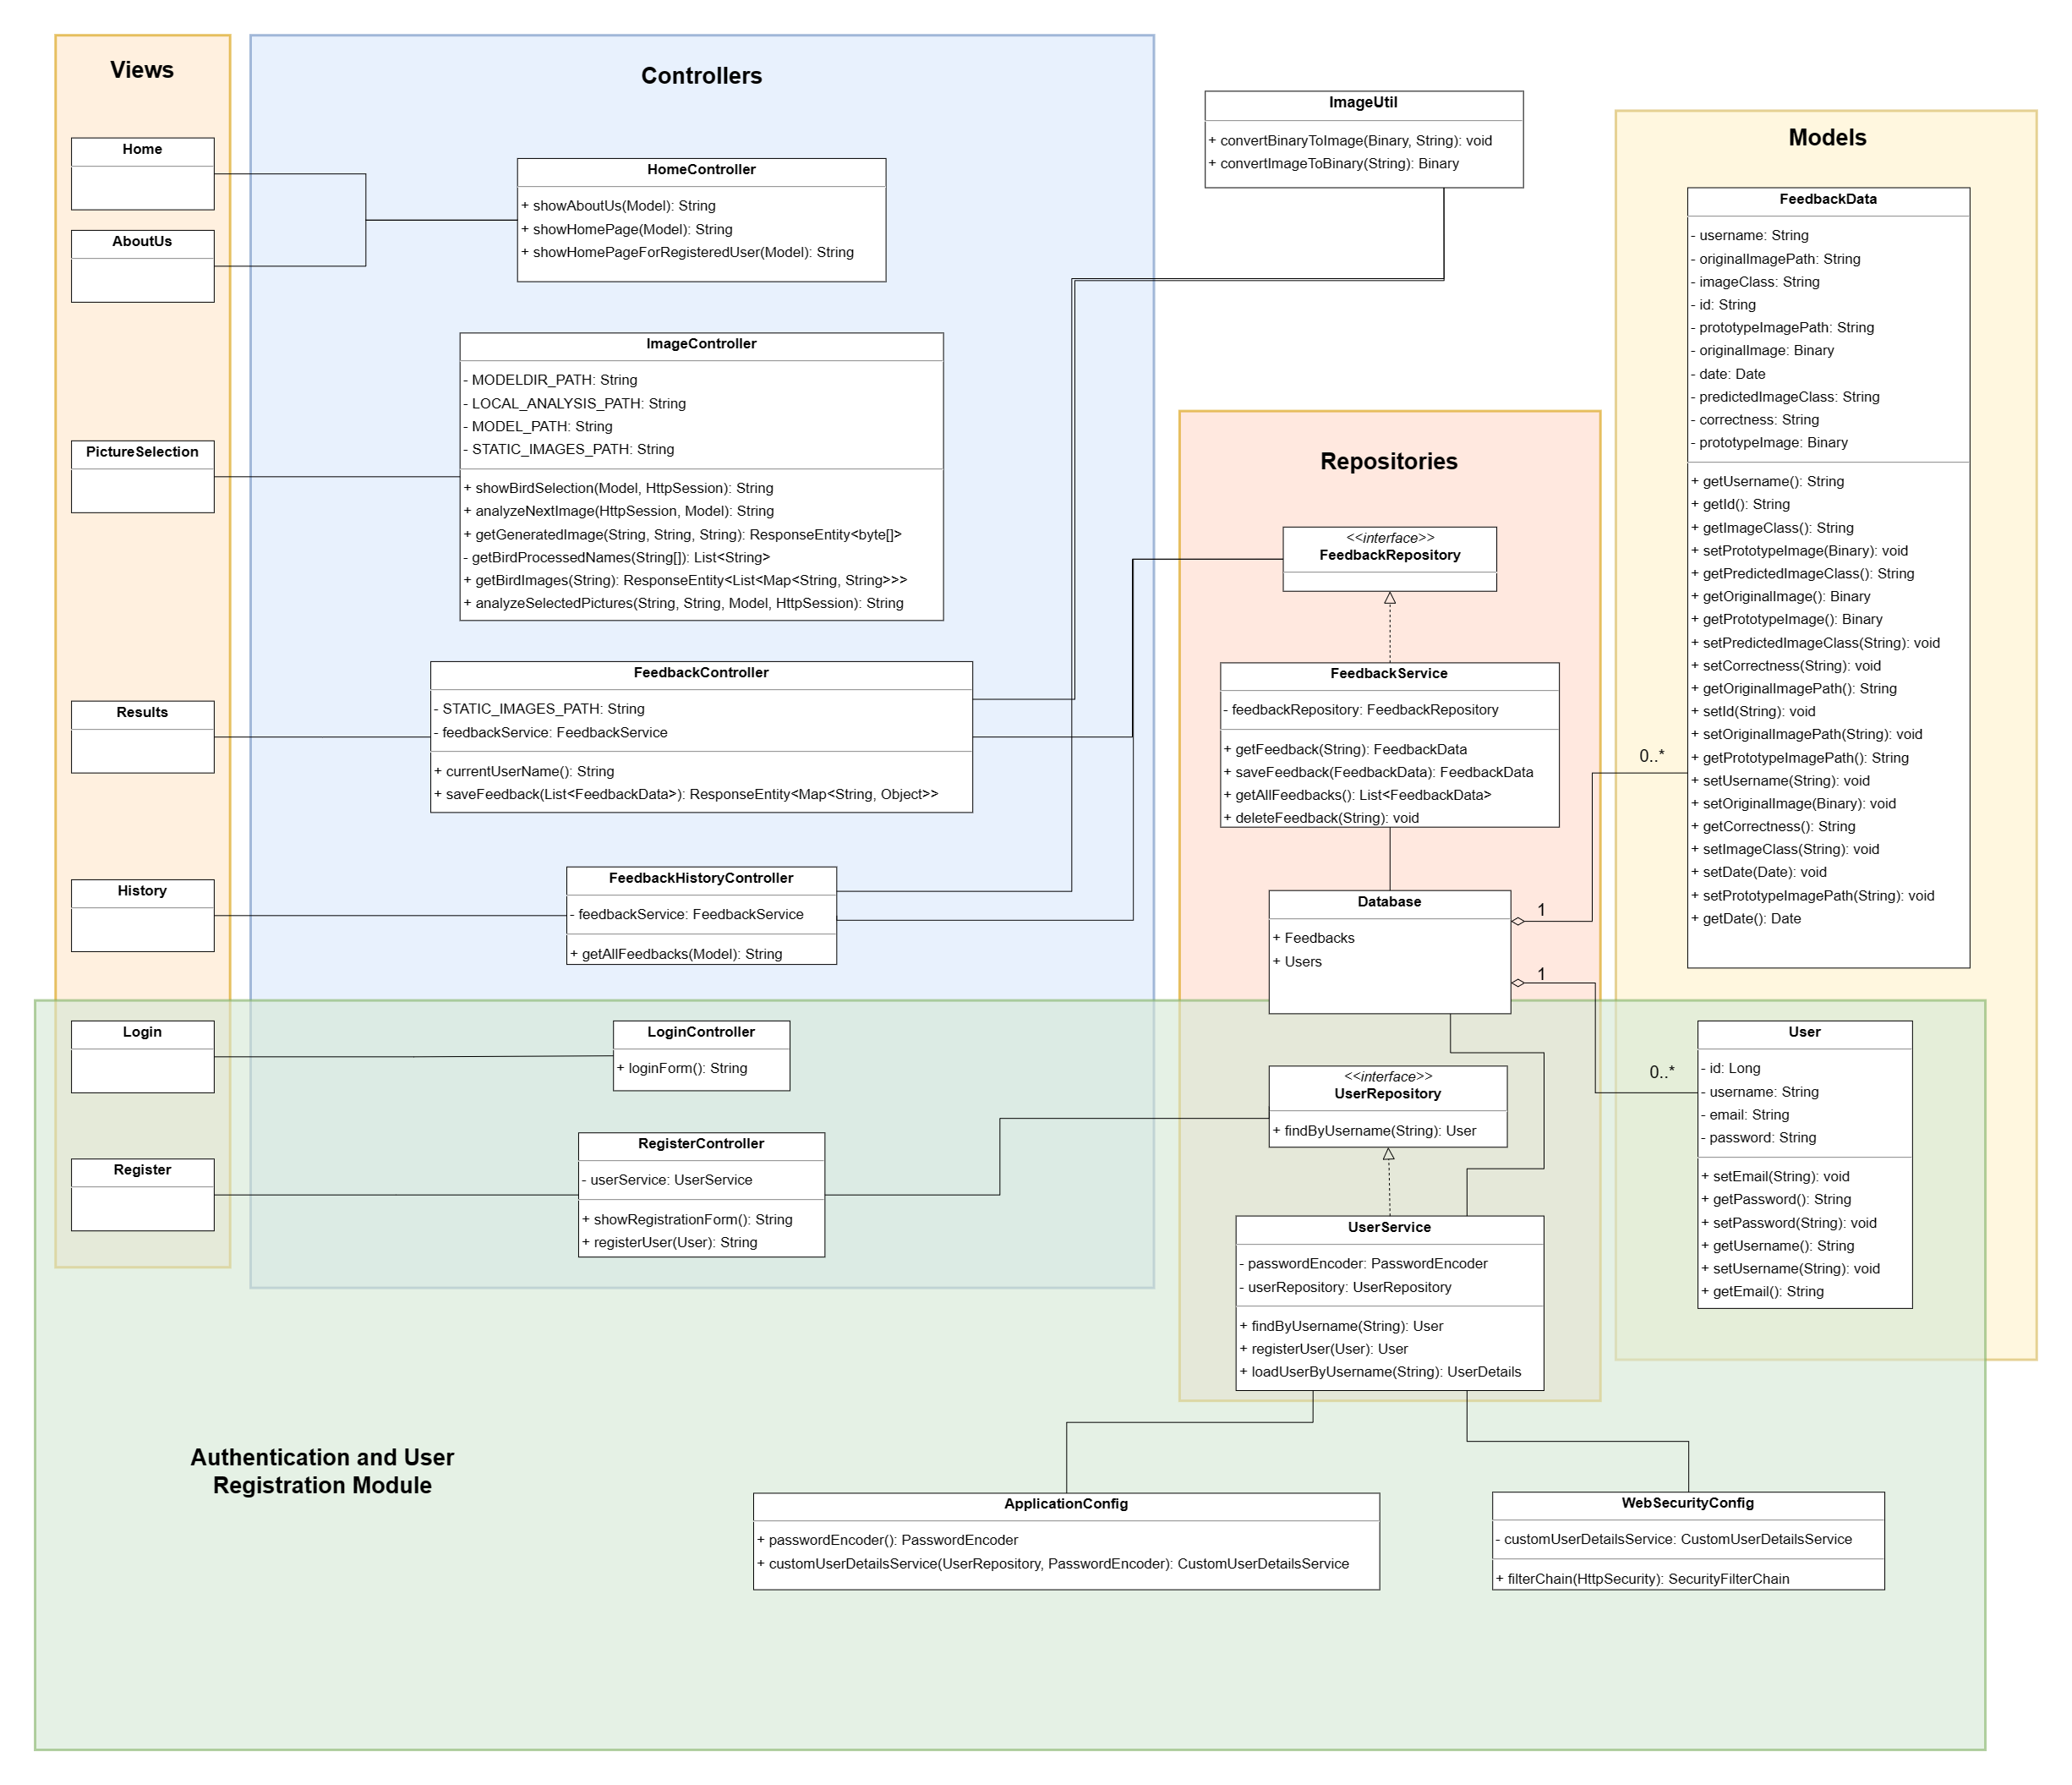 Views
Home
AboutUs
PictureSelection
Results
History
Login
Register
Controllers
HomeController
+ showAboutUs(Model): String
+ showHomePage(Model): String
+ showHomePageForRegisteredUser(Model): String
ImageController
- MODELDIR_PATH: String
- LOCAL_ANALYSIS_PATH: String
- MODEL_PATH: String
- STATIC_IMAGES_PATH: String
+ showBirdSelection(Model, HttpSession): String
+ analyzeNextImage(HttpSession, Model): String
+ getGeneratedImage(String, String, String): ResponseEntity<byte[]>
- getBirdProcessedNames(String[]): List<String>
+ getBirdImages(String): ResponseEntity<List<Map<String, String>>>
+ analyzeSelectedPictures(String, String, Model, HttpSession): String
FeedbackController
- STATIC_IMAGES_PATH: String
- feedbackService: FeedbackService
+ currentUserName(): String
+ saveFeedback(List<FeedbackData>): ResponseEntity<Map<String, Object>>
FeedbackHistoryController
- feedbackService: FeedbackService
+ getAllFeedbacks(Model): String
LoginController
+ loginForm(): String
RegisterController
- userService: UserService
+ showRegistrationForm(): String
+ registerUser(User): String
ImageUtil
+ convertBinaryToImage(Binary, String): void
+ convertImageToBinary(String): Binary
Repositories
<<interface>>
FeedbackRepository
FeedbackService
- feedbackRepository: FeedbackRepository
+ getFeedback(String): FeedbackData
+ saveFeedback(FeedbackData): FeedbackData
+ getAllFeedbacks(): List<FeedbackData>
+ deleteFeedback(String): void
Database
+ Feedbacks
+ Users
1
1
0..*
0..*
<<interface>>
UserRepository
+ findByUsername(String): User
UserService
- passwordEncoder: PasswordEncoder
- userRepository: UserRepository
+ findByUsername(String): User
+ registerUser(User): User
+ loadUserByUsername(String): UserDetails
Models
FeedbackData
- username: String
- originalImagePath: String
- imageClass: String
- id: String
- prototypeImagePath: String
- originalImage: Binary
- date: Date
- predictedImageClass: String
- correctness: String
- prototypeImage: Binary
+ getUsername(): String
+ getId(): String
+ getImageClass(): String
+ setPrototypeImage(Binary): void
+ getPredictedImageClass(): String
+ getOriginalImage(): Binary
+ getPrototypeImage(): Binary
+ setPredictedImageClass(String): void
+ setCorrectness(String): void
+ getOriginalImagePath(): String
+ setId(String): void
+ setOriginalImagePath(String): void
+ getPrototypeImagePath(): String
+ setUsername(String): void
+ setOriginalImage(Binary): void
+ getCorrectness(): String
+ setImageClass(String): void
+ setDate(Date): void
+ setPrototypeImagePath(String): void
+ getDate(): Date
User
- id: Long
- username: String
- email: String
- password: String
+ setEmail(String): void
+ getPassword(): String
+ setPassword(String): void
+ getUsername(): String
+ setUsername(String): void
+ getEmail(): String
Authentication and User
Registration Module
ApplicationConfig
+ passwordEncoder(): PasswordEncoder
+ customUserDetailsService(UserRepository, PasswordEncoder): CustomUserDetailsService
WebSecurityConfig
- customUserDetailsService: CustomUserDetailsService
+ filterChain(HttpSecurity): SecurityFilterChain